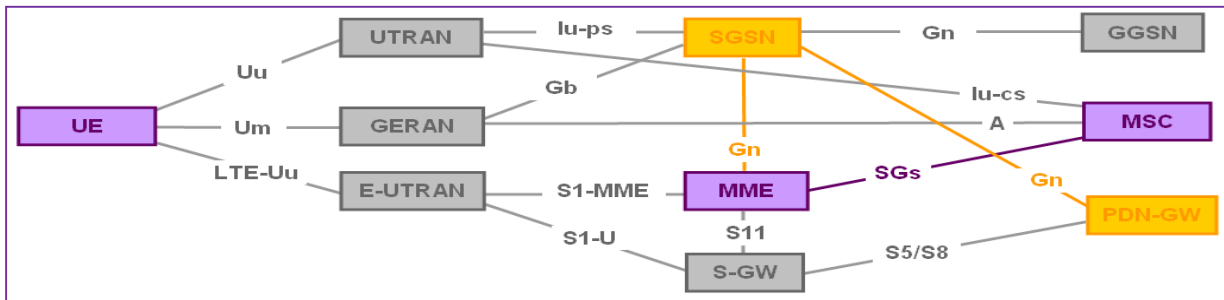 UTRAN
Iu-ps
SGSN
Gn
GGSN
Uu
Gb
Iu-cs
UE
Um
GERAN
A
MSC
Gn
LTE-Uu
SGs
Gn
E-UTRAN
S1-MME
MME
PDN-GW
S1-U
S11
S5/S8
S-GW